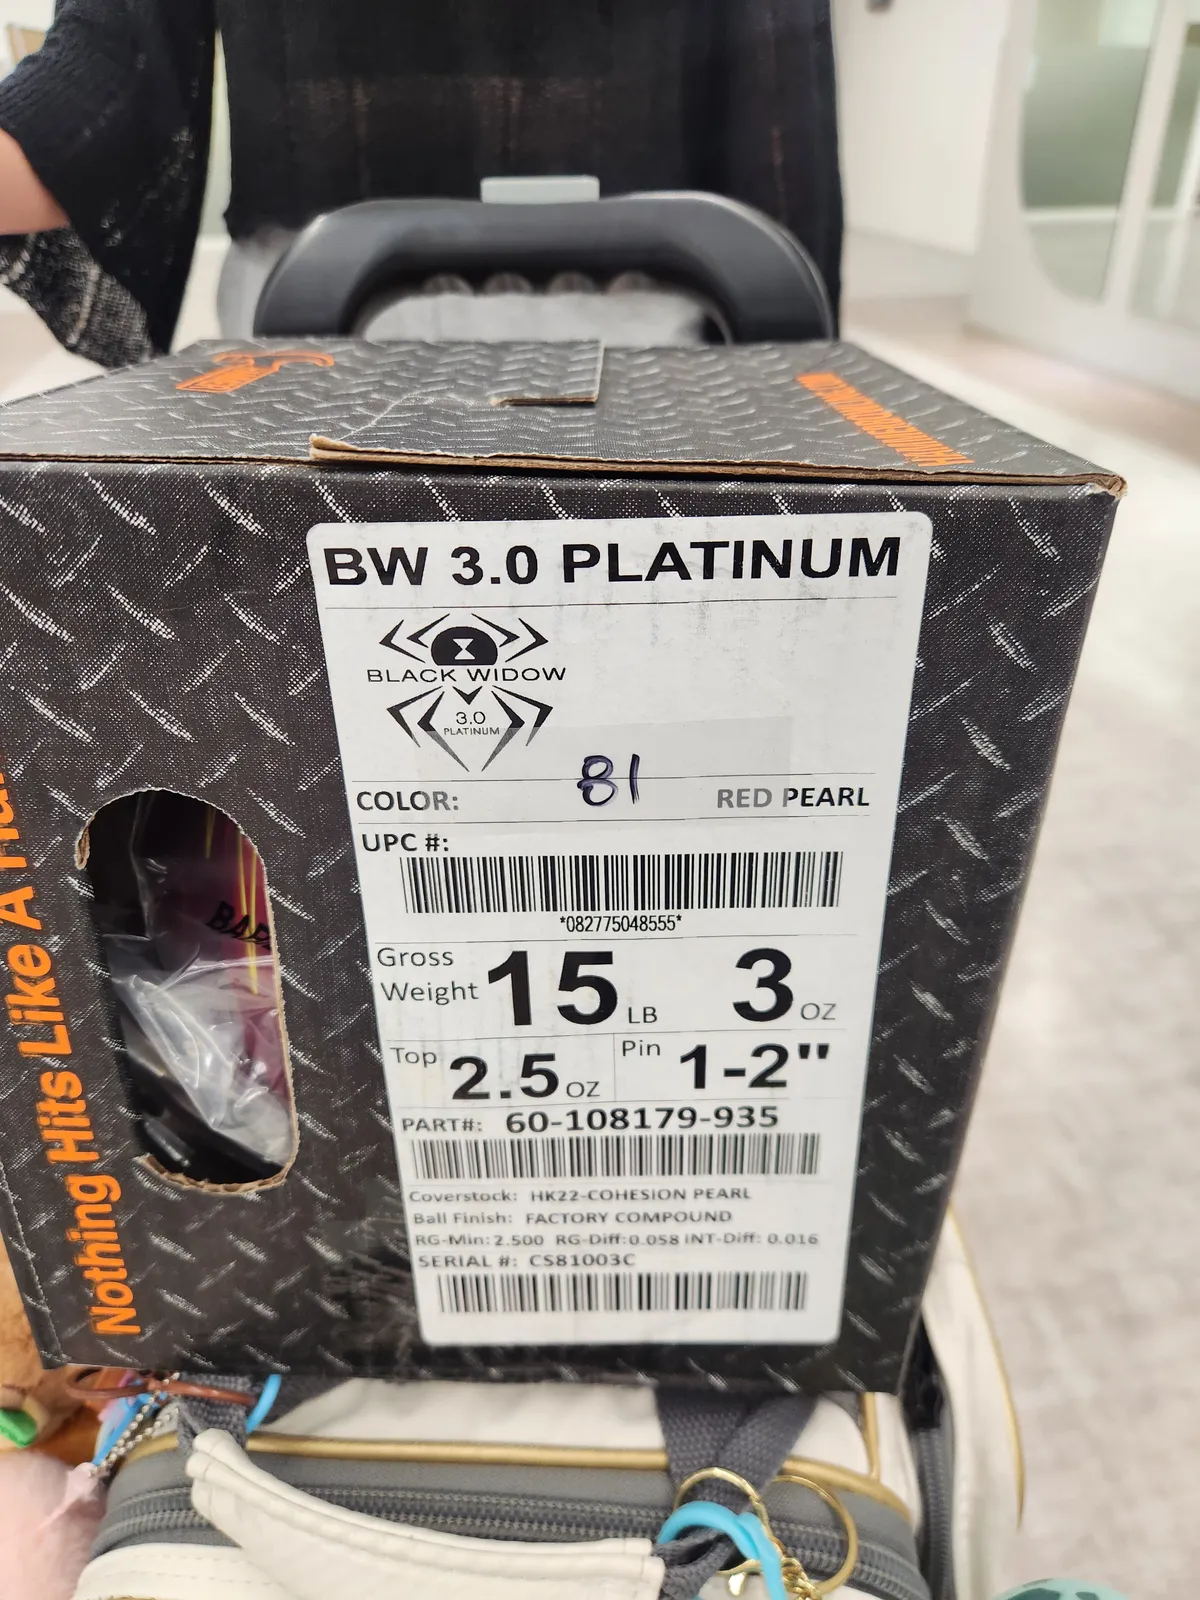 BW 3.0 PLATINUM
BLACK WIDOW
3.0
PLATINUM
COLOR: 81 RED PEARL
UPC #:
*082775048555*
Gross Weight 15 LB 3 OZ
Top 2.5 OZ Pin 1-2"
PART#: 60-108179-935
Coverstock: HK22-COHESION PEARL
Ball Finish: FACTORY COMPOUND
RG-Min: 2.500 RG-Diff:0.058 INT-Diff: 0.016
SERIAL #: CS81003C
Nothing Hits Like A